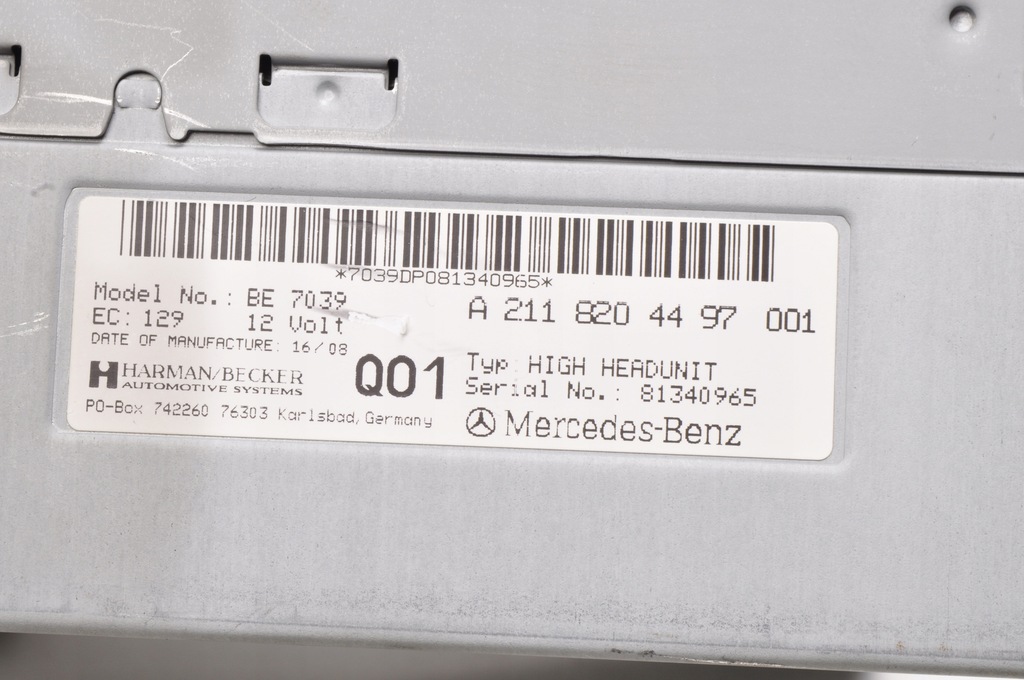 *7039DP081340965*
Model No.: BE 7039
EC: 129 12 Volt
DATE OF MANUFACTURE: 16/08
HARMAN/BECKER
AUTOMOTIVE SYSTEMS
Q01
PO-Box 742260 76303 Karlsbad, Germany
A 211 820 44 97 001
Typ: HIGH HEADUNIT
Serial No.: 81340965
Mercedes-Benz